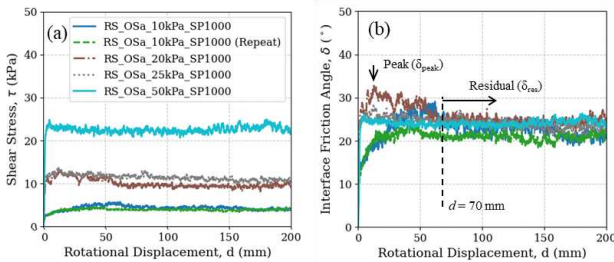 (a)
RS_OSa_10kPa_SP1000
RS_OSa_10kPa_SP1000 (Repeat)
RS_OSa_20kPa_SP1000
RS_OSa_25kPa_SP1000
RS_OSa_50kPa_SP1000
Shear Stress, τ (kPa)
50
40
30
20
10
0
0 50 100 150 200
Rotational Displacement, d (mm)
(b)
Peak (δpeak)
Residual (δres)
d = 70 mm
Interface Friction Angle, δ (°)
50
40
30
20
10
0
0 50 100 150 200
Rotational Displacement, d (mm)